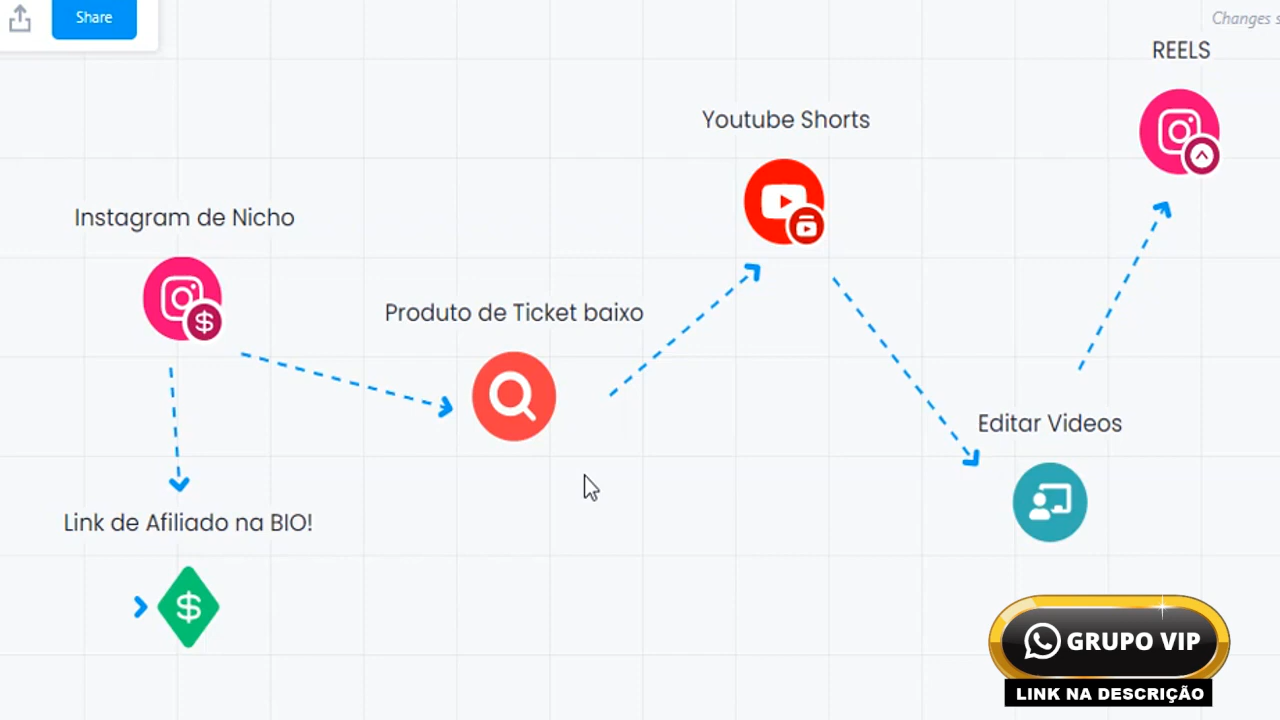 Share
Changes s
REELS
Youtube Shorts
Instagram de Nicho
Produto de Ticket baixo
Editar Videos
Link de Afiliado na BIO!
GRUPO VIP
LINK NA DESCRIÇÃO